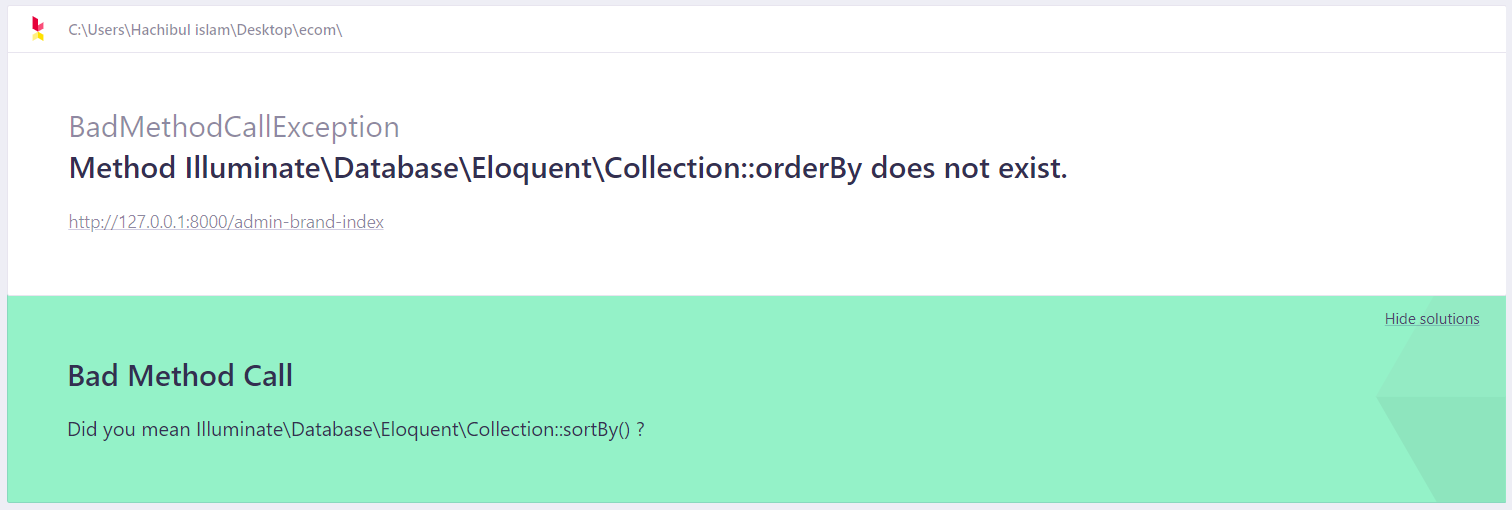 C:\Users\Hachibul islam\Desktop\ecom\
BadMethodCallException
Method Illuminate\Database\Eloquent\Collection::orderBy does not exist.
http://127.0.0.1:8000/admin-brand-index
Hide solutions
Bad Method Call
Did you mean Illuminate\Database\Eloquent\Collection::sortBy() ?